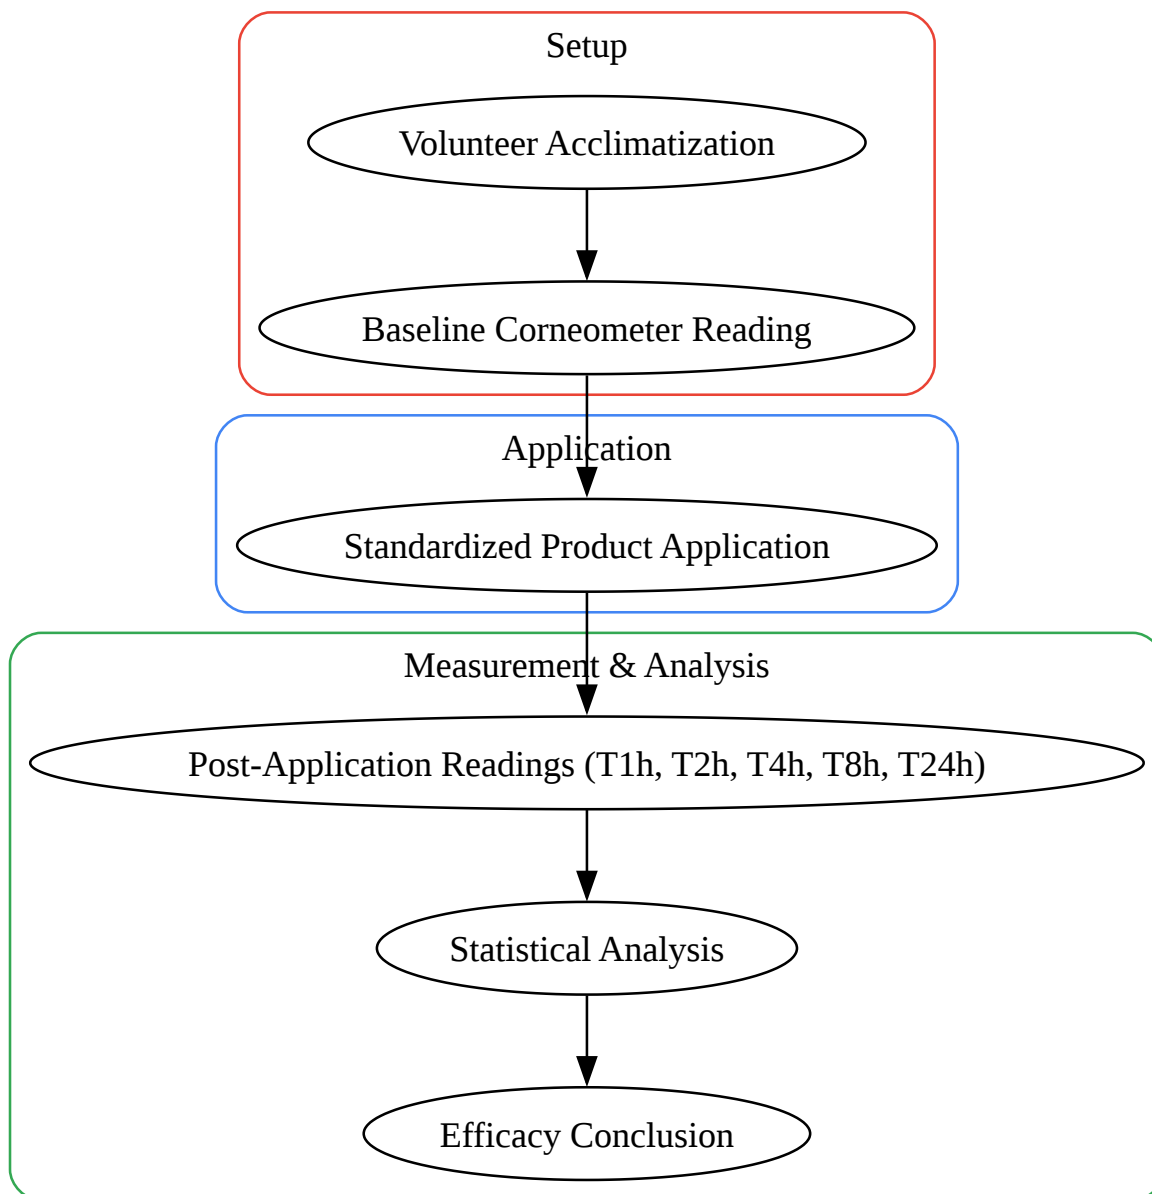 Setup
Volunteer Acclimatization
Baseline Corneometer Reading
Application
Standardized Product Application
Measurement & Analysis
Post-Application Readings (T1h, T2h, T4h, T8h, T24h)
Statistical Analysis
Efficacy Conclusion